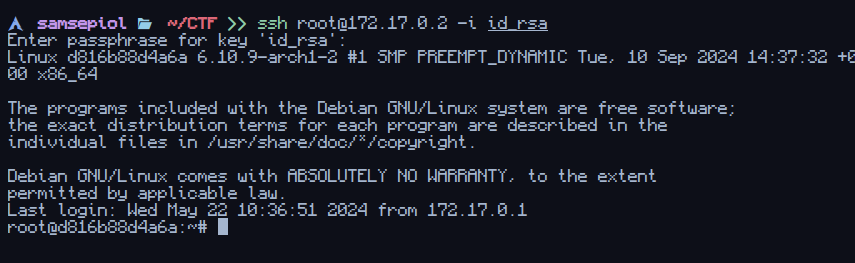 samsepiol ~/CTF >> ssh root@172.17.0.2 -i id_rsa
Enter passphrase for key 'id_rsa':
Linux d816b88d4a6a 6.10.9-arch1-2 #1 SMP PREEMPT_DYNAMIC Tue, 10 Sep 2024 14:37:32 +0
00 x86_64
The programs included with the Debian GNU/Linux system are free software;
the exact distribution terms for each program are described in the
individual files in /usr/share/doc/*/copyright.
Debian GNU/Linux comes with ABSOLUTELY NO WARRANTY, to the extent
permitted by applicable law.
Last login: Wed May 22 10:36:51 2024 from 172.17.0.1
root@d816b88d4a6a:~#